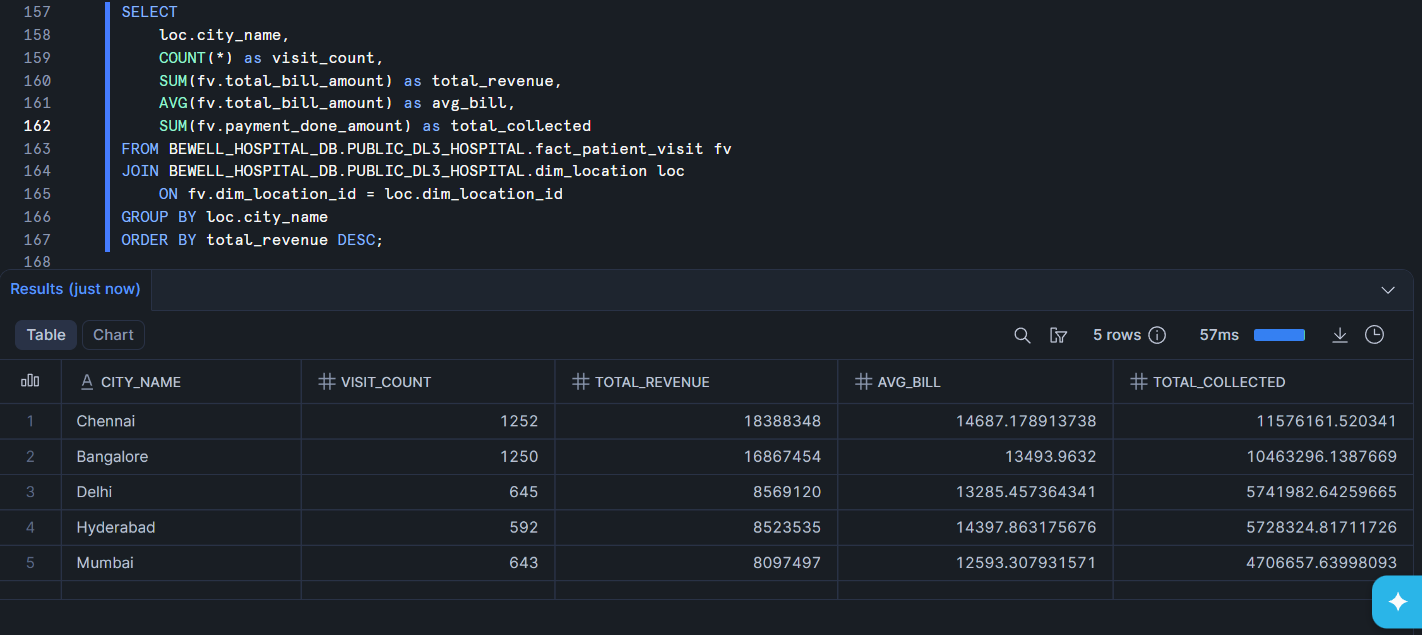 157 SELECT
158 loc.city_name,
159 COUNT(*) as visit_count,
160 SUM(fv.total_bill_amount) as total_revenue,
161 AVG(fv.total_bill_amount) as avg_bill,
162 SUM(fv.payment_done_amount) as total_collected
163 FROM BEWELL_HOSPITAL_DB.PUBLIC_DL3_HOSPITAL.fact_patient_visit fv
164 JOIN BEWELL_HOSPITAL_DB.PUBLIC_DL3_HOSPITAL.dim_location loc
165 ON fv.dim_location_id = loc.dim_location_id
166 GROUP BY loc.city_name
167 ORDER BY total_revenue DESC;
168
Results (just now)
Table Chart 5 rows 57ms
A CITY_NAME # VISIT_COUNT # TOTAL_REVENUE # AVG_BILL # TOTAL_COLLECTED
1 Chennai 1252 18388348 14687.178913738 11576161.520341
2 Bangalore 1250 16867454 13493.9632 10463296.1387669
3 Delhi 645 8569120 13285.457364341 5741982.64259665
4 Hyderabad 592 8523535 14397.863175676 5728324.81711726
5 Mumbai 643 8097497 12593.307931571 4706657.63998093